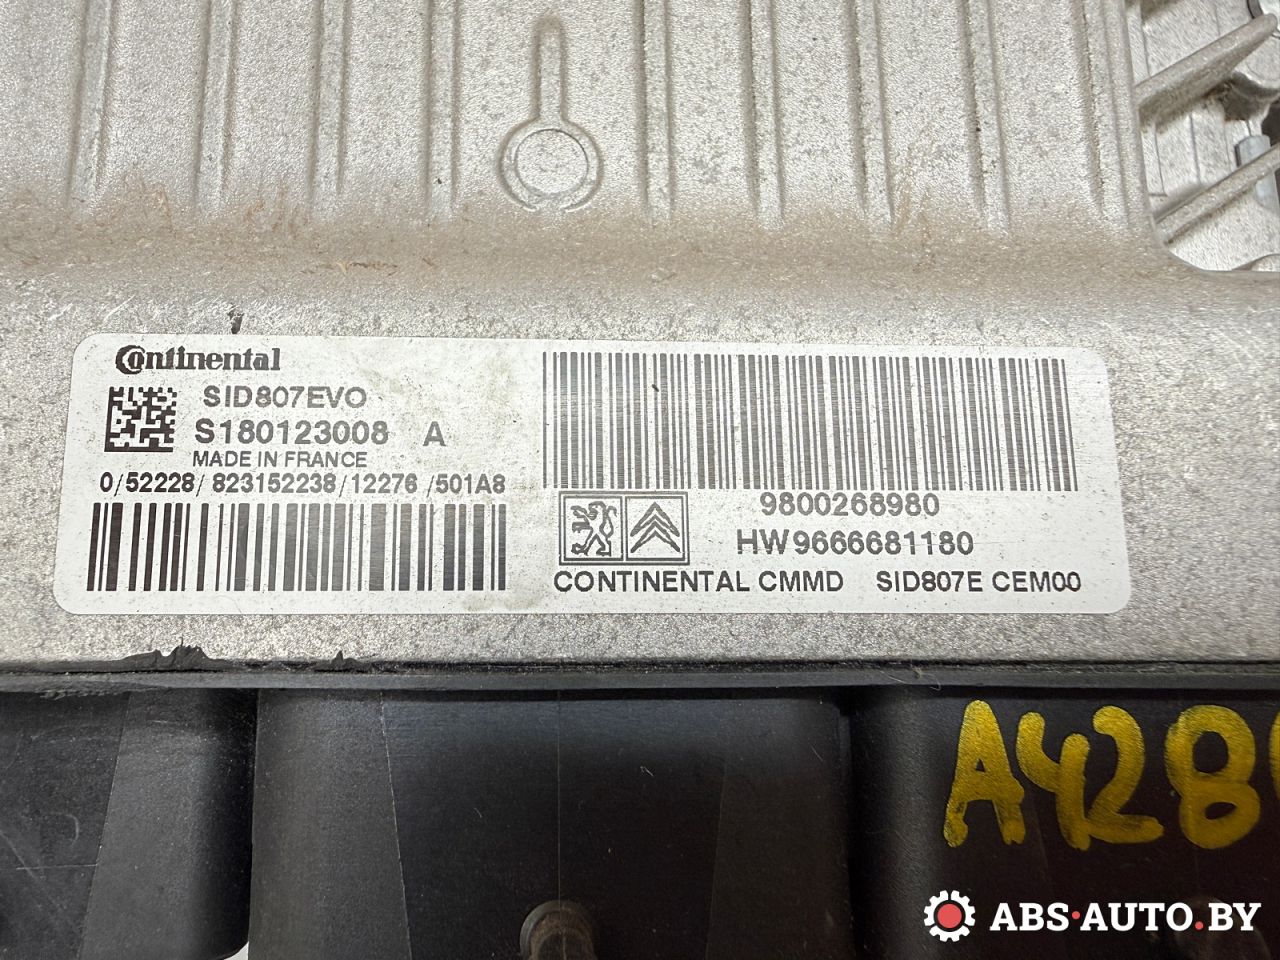 Continental
SID807EVO
S180123008 A
MADE IN FRANCE
0/52228/823152238/12276/501A8
9800268980
HW9666681180
CONTINENTAL CMMD SID807E CEM00
A428
ABS-AUTO.BY